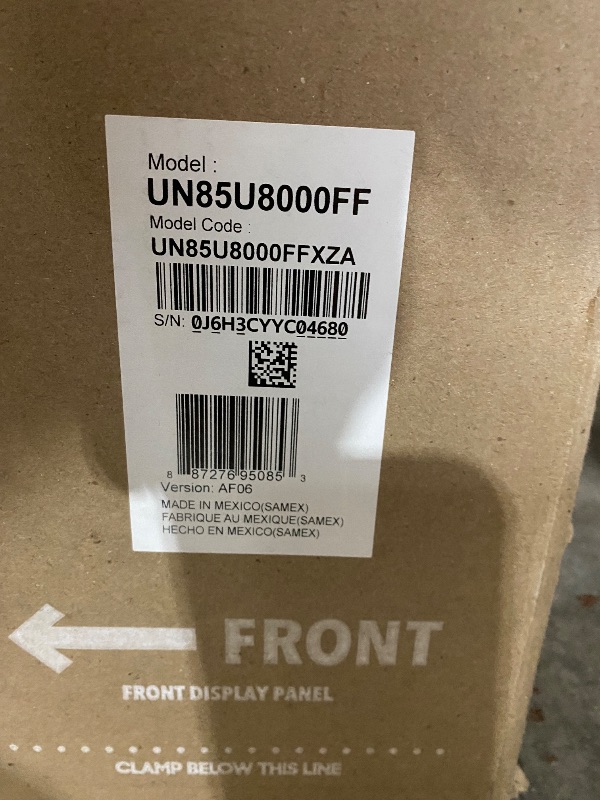 Model :
UN85U8000FF
Model Code :
UN85U8000FFXZA
S/N: 0J6H3CYYC04680
8 87276 95085 3
Version: AF06
MADE IN MEXICO(SAMEX)
FABRIQUE AU MEXIQUE(SAMEX)
HECHO EN MEXICO(SAMEX)
FRONT
FRONT DISPLAY PANEL
CLAMP BELOW THIS LINE